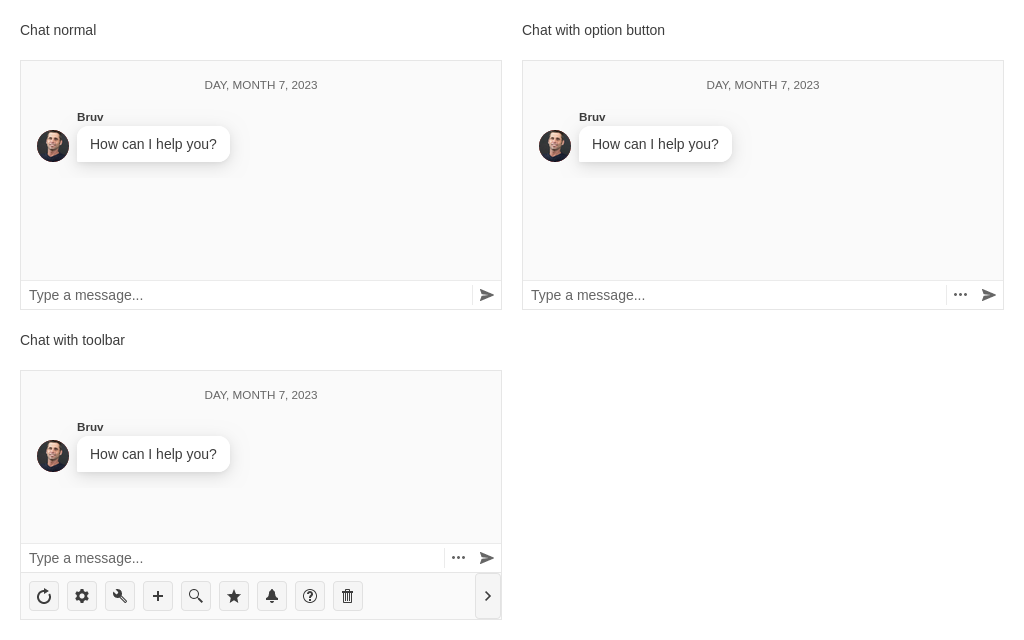 Chat normal
DAY, MONTH 7, 2023
Bruv
How can I help you?
Type a message...
Chat with option button
DAY, MONTH 7, 2023
Bruv
How can I help you?
Type a message...
Chat with toolbar
DAY, MONTH 7, 2023
Bruv
How can I help you?
Type a message...